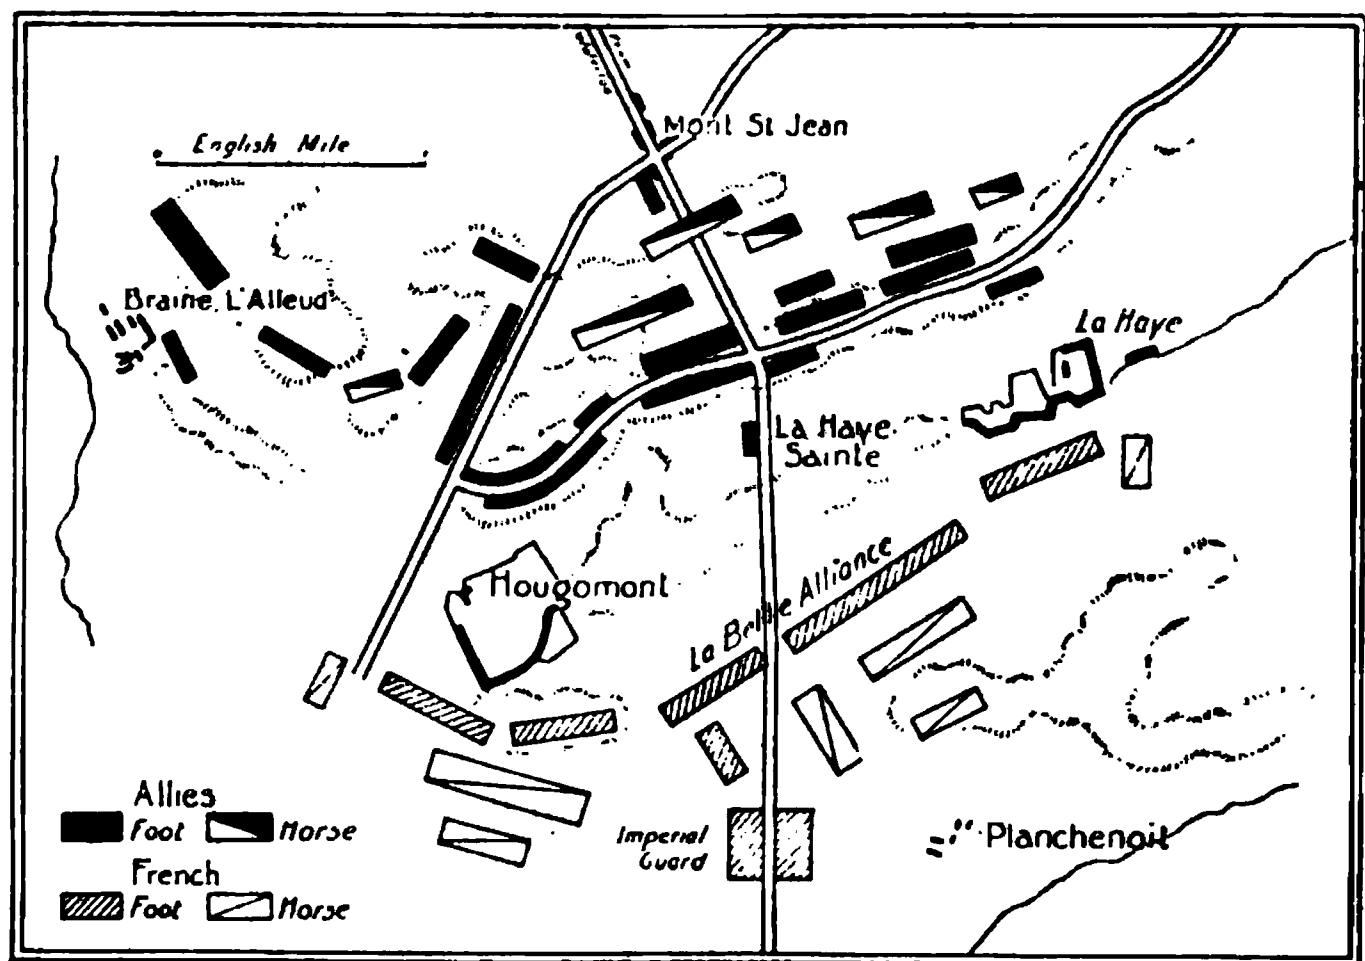 Mont St Jean
English Mile
Braine L'Alleud
La Haye
La Haye
Sainte
Hougomont
La Belle Alliance
Allies
Foot
Horse
French
Foot
Horse
Imperial
Guard
Planchenoit